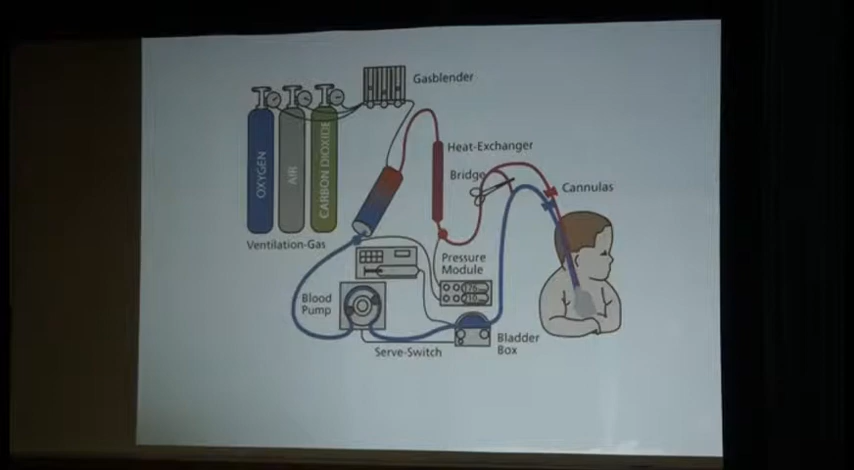 Gasblender
OXYGEN
AIR
CARBON DIOXIDE
Heat-Exchanger
Bridge
Cannulas
Ventilation-Gas
Pressure
Module
Blood
Pump
Serve-Switch
Bladder
Box